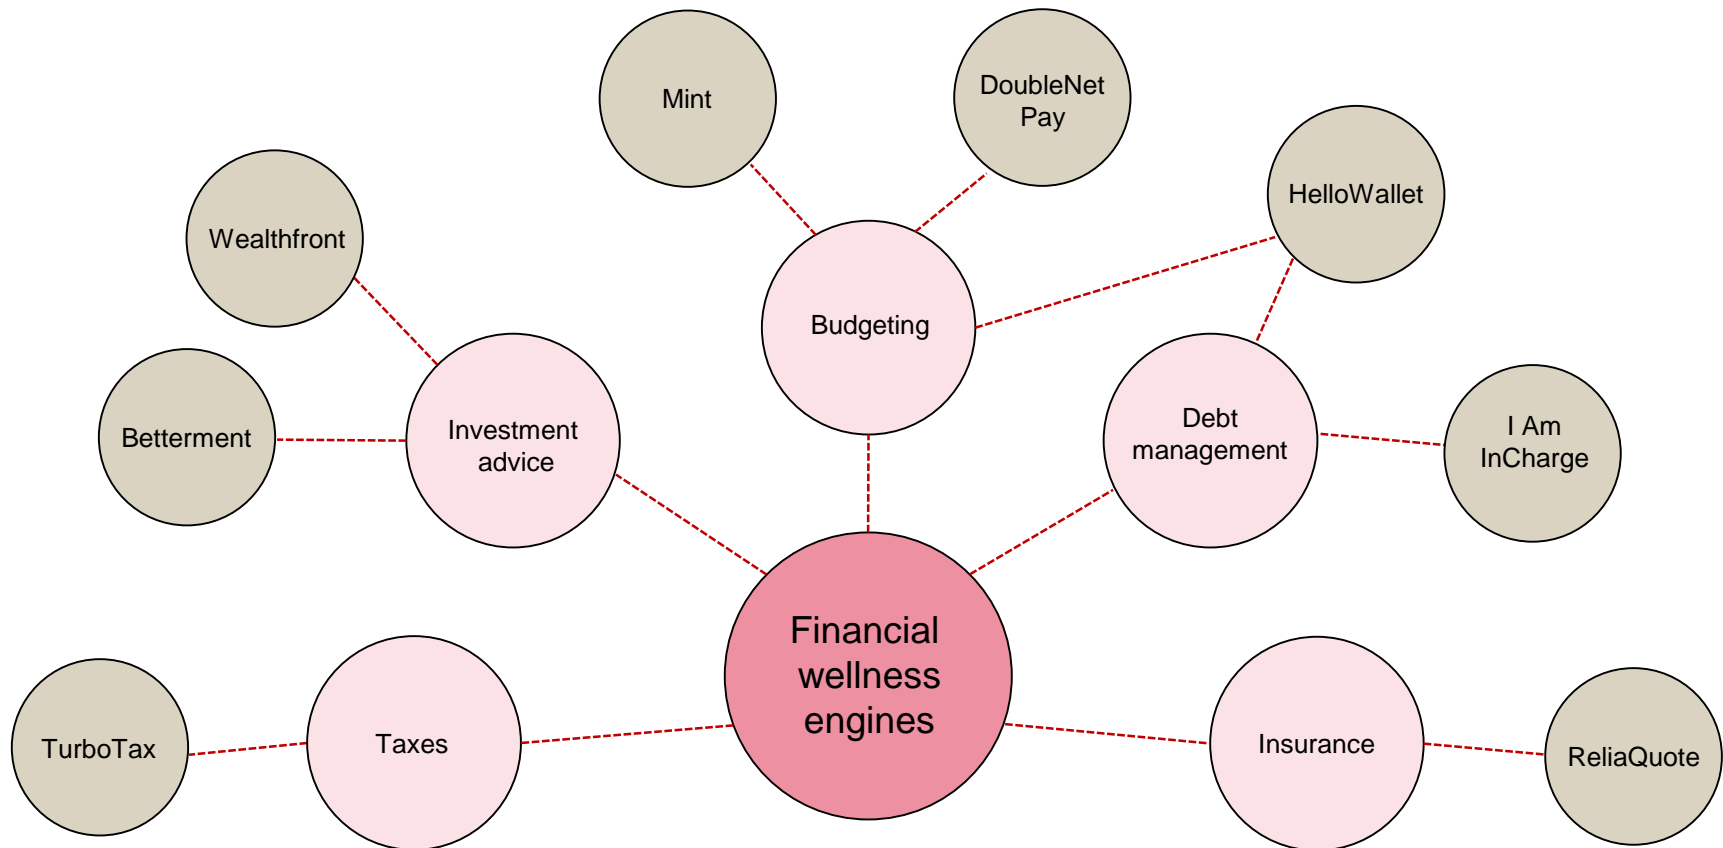 Mint
DoubleNet
Pay
HelloWallet
Wealthfront
Budgeting
Betterment
Investment
advice
Debt
management
I Am
InCharge
Financial
wellness
engines
TurboTax
Taxes
Insurance
ReliaQuote